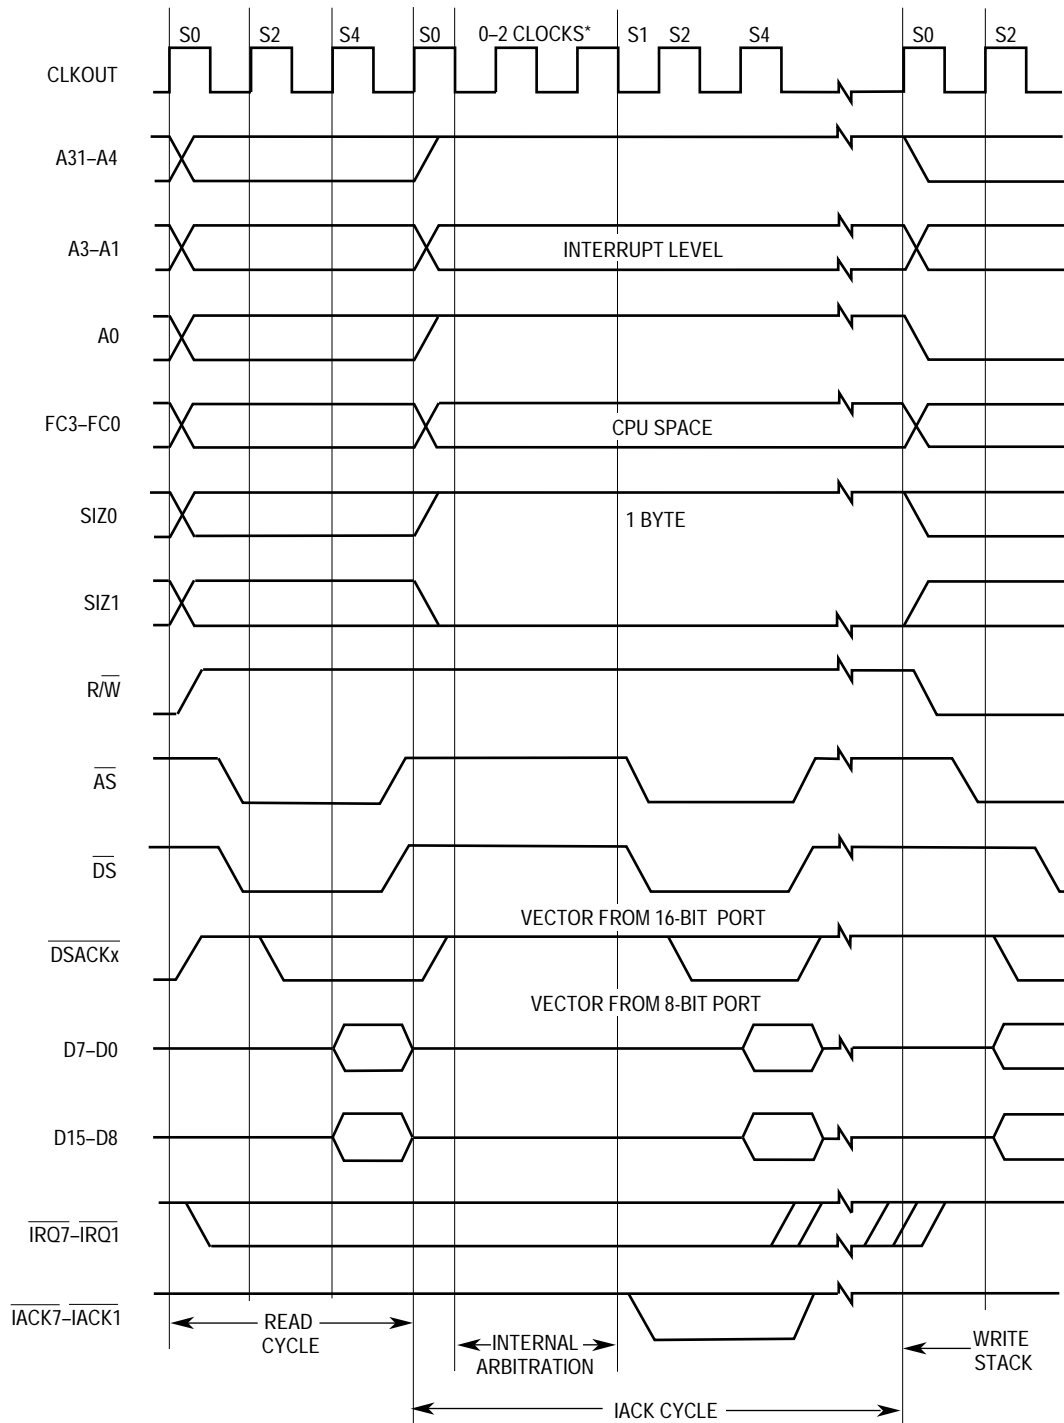 S0 S2 S4 S0 0–2 CLOCKS* S1 S2 S4 S0 S2
CLKOUT
A31–A4
A3–A1
INTERRUPT LEVEL
A0
FC3–FC0
CPU SPACE
SIZ0
1 BYTE
SIZ1
R/W
AS
DS
VECTOR FROM 16-BIT PORT
DSACKx
VECTOR FROM 8-BIT PORT
D7–D0
D15–D8
IRQ7–IRQ1
IACK7–IACK1
READ
CYCLE
INTERNAL
ARBITRATION
WRITE
STACK
IACK CYCLE